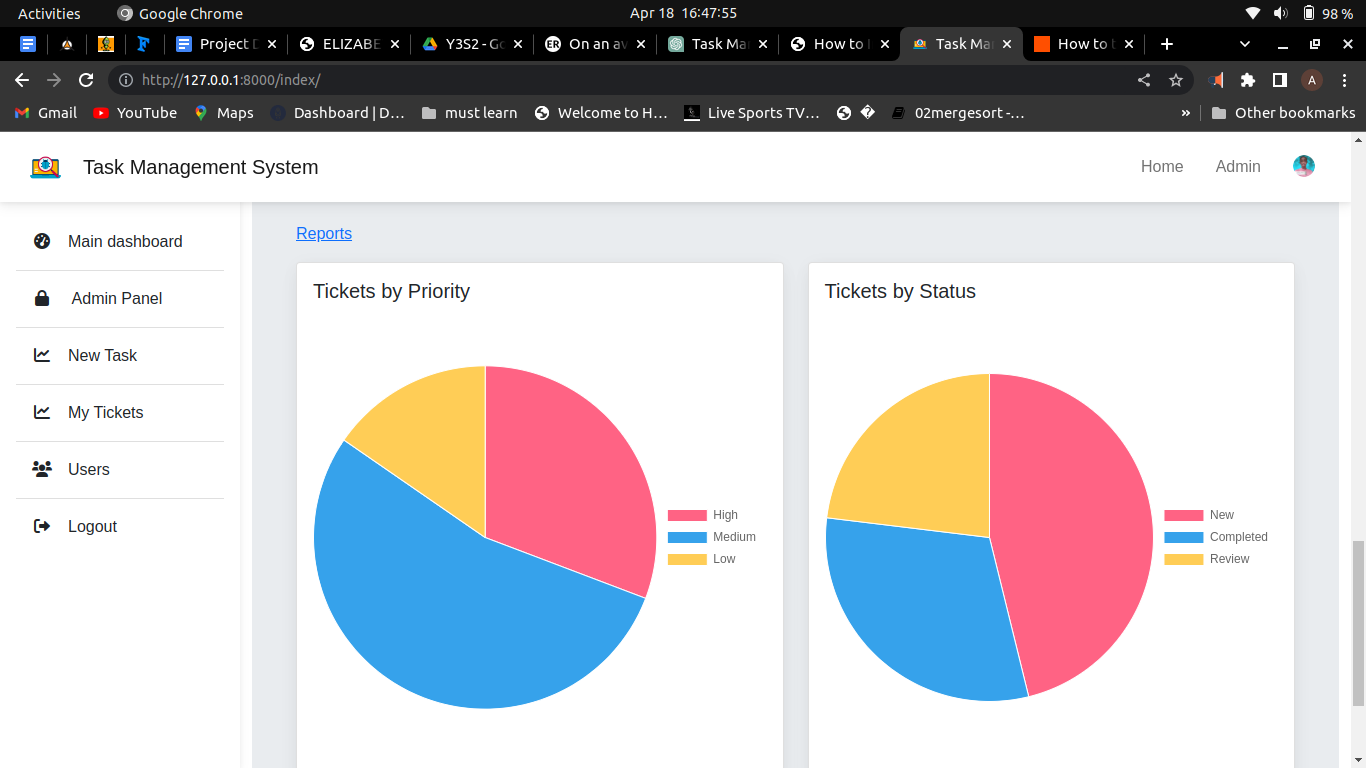 Activities Google Chrome Apr 18 16:47:55 98 %
Project D ELIZABE Y3S2 - Go On an av Task Man How to Task Ma How to
http://127.0.0.1:8000/index/ A
Gmail YouTube Maps Dashboard | D… must learn Welcome to H… Live Sports TV… 02mergesort -… » Other bookmarks
Task Management System Home Admin
Main dashboard
Admin Panel
New Task
My Tickets
Users
Logout
Reports
Tickets by Priority
High
Medium
Low
Tickets by Status
New
Completed
Review